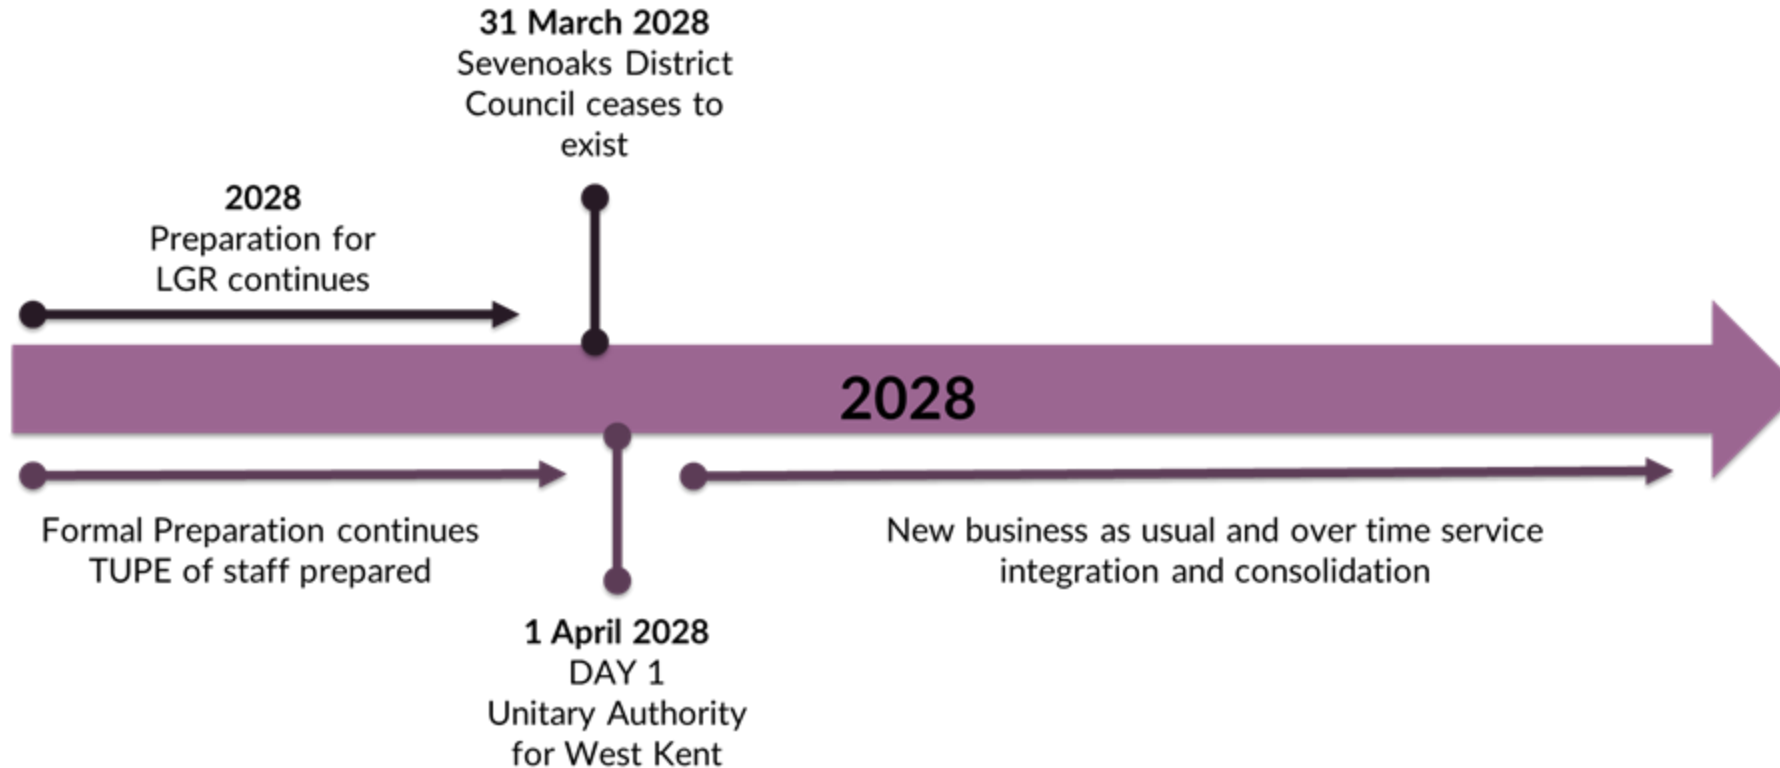 31 March 2028
Sevenoaks District
Council ceases to
exist
2028
Preparation for
LGR continues
2028
Formal Preparation continues
TUPE of staff prepared
New business as usual and over time service
integration and consolidation
1 April 2028
DAY 1
Unitary Authority
for West Kent